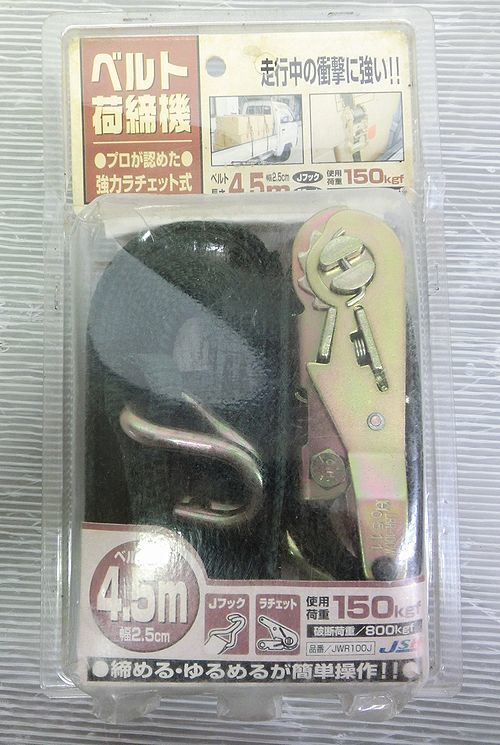 ベルト
荷締機
●プロが認めた●
強力ラチェット式
走行中の衝撃に強い!!
ベルト
長さ
4.5m
幅2.5cm
Jフック
使用
荷重
150kgf
4.5m
幅2.5cm
Jフック
ラチェット
使用
荷重
150kgf
破断荷重/800kgf
品番/JWR100J
●締める・ゆるめるが簡単操作!!●